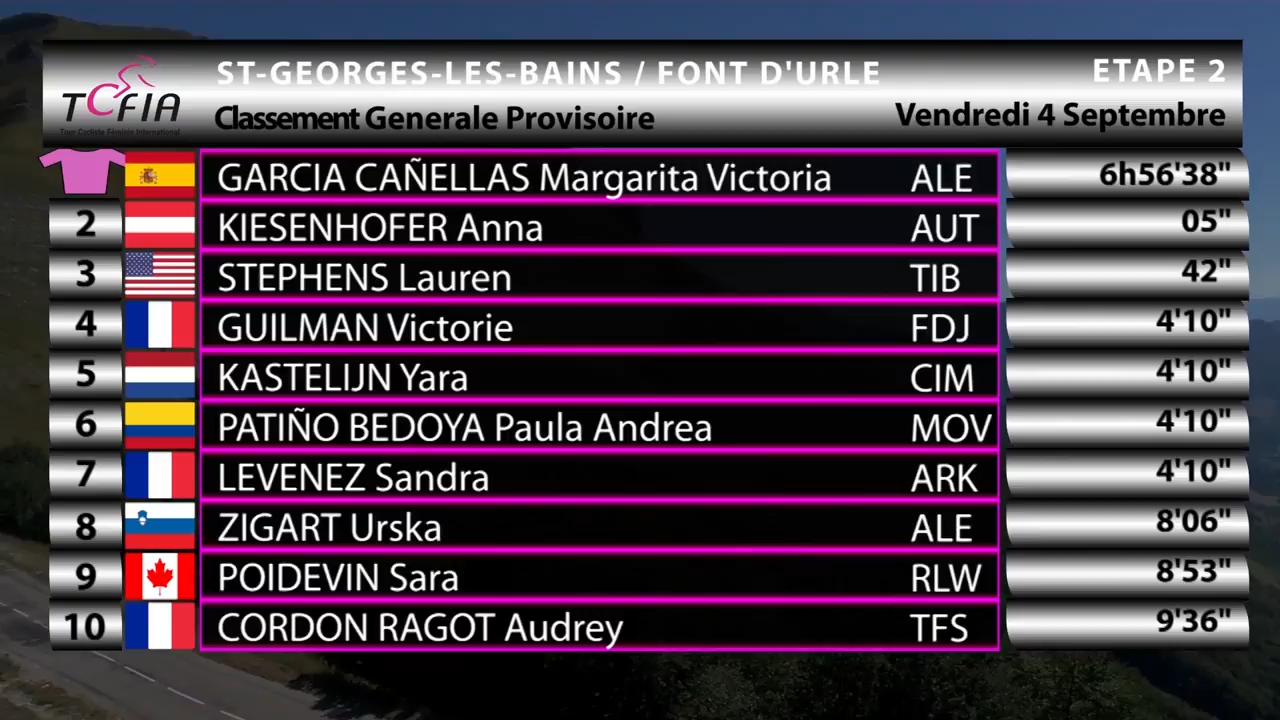 ST-GEORGES-LES-BAINS / FONT D'URLE ETAPE 2
TCFIA
Tour Cycliste Féminin International
Classement Generale Provisoire Vendredi 4 Septembre
GARCIA CAÑELLAS Margarita Victoria ALE 6h56'38"
2 KIESENHOFER Anna AUT 05"
3 STEPHENS Lauren TIB 42"
4 GUILMAN Victorie FDJ 4'10"
5 KASTELIJN Yara CIM 4'10"
6 PATIÑO BEDOYA Paula Andrea MOV 4'10"
7 LEVENEZ Sandra ARK 4'10"
8 ZIGART Urska ALE 8'06"
9 POIDEVIN Sara RLW 8'53"
10 CORDON RAGOT Audrey TFS 9'36"